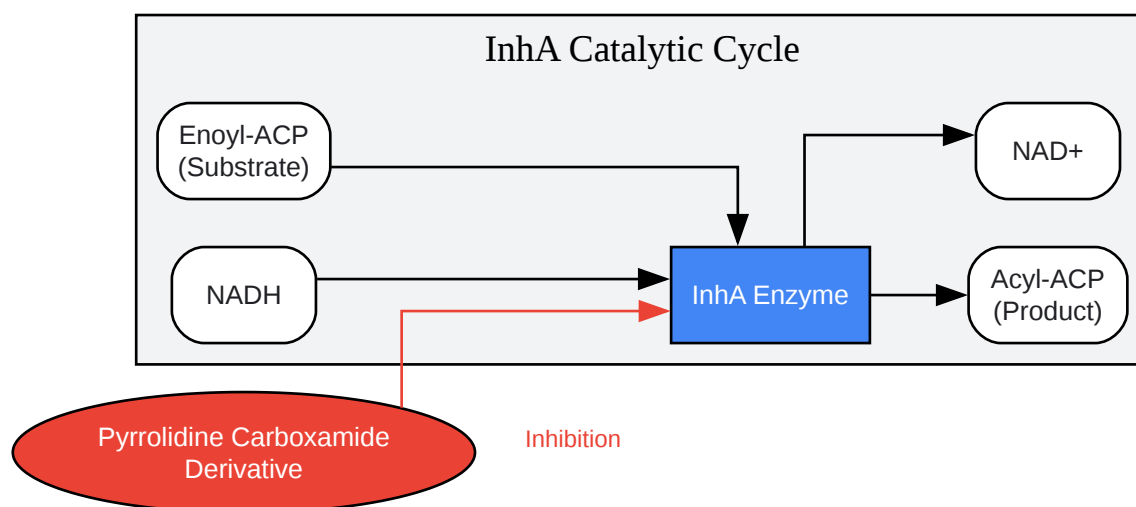 InhA Catalytic Cycle
Enoyl-ACP
(Substrate)
NAD+
NADH
InhA Enzyme
Acyl-ACP
(Product)
Pyrrolidine Carboxamide
Derivative
Inhibition